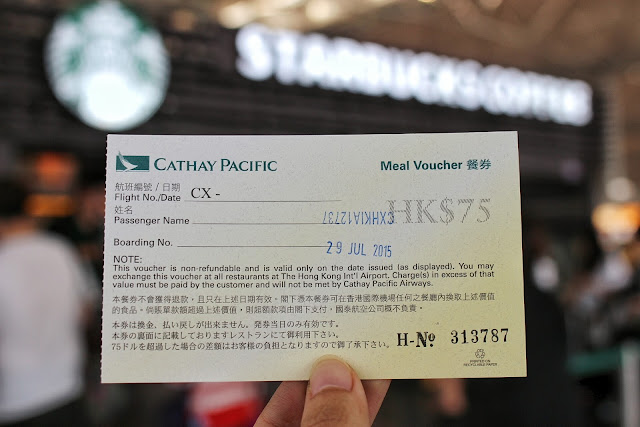 STARBUCKS COFFEE
CATHAY PACIFIC
Meal Voucher 餐券
航班編號 / 日期
Flight No./Date CX -
姓名
Passenger Name
CXHKIA12737
HK$75
Boarding No.
29 JUL 2015
NOTE:
This voucher is non-refundable and is valid only on the date issued (as displayed). You may
exchange this voucher at all restaurants at The Hong Kong Int'l Airport. Charge(s) in excess of that
value must be paid by the customer and will not be met by Cathay Pacific Airways.
本餐券不會獲得退款，且只在上述日期有效。閣下憑本餐券可在香港國際機場任何之餐廳內換取上述價值
的食品。倘視單款額超過上述價值，則超額款項由閣下支付，國泰航空公司概不負責。
本券は換金、払い戻しが出来ません。発券当日のみ有効です。
本券の裏面に記載しておりますレストランにて御利用下さい。
75ドルを超過した場合の差額はお客様の負担となりますので御了承下さい。
H-No 313787
PRINTED ON
RECYCLABLE PAPER